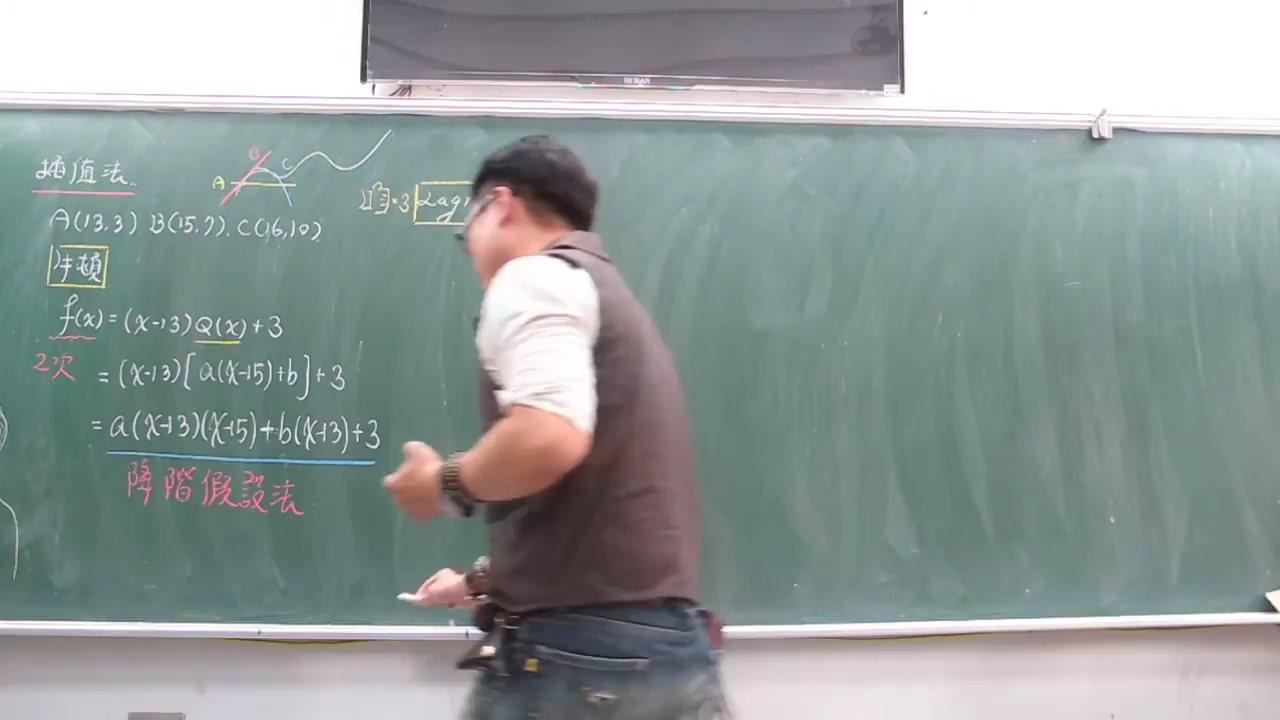 插值法
B
A
C
A(13,3) B(15,7), C(16,10)
牛頓
f(x) = (x-13)Q(x)+3
2次
= (x-13)[a(x-15)+b]+3
= a(x-13)(x-15)+b(x-13)+3
降階假設法
HERAN